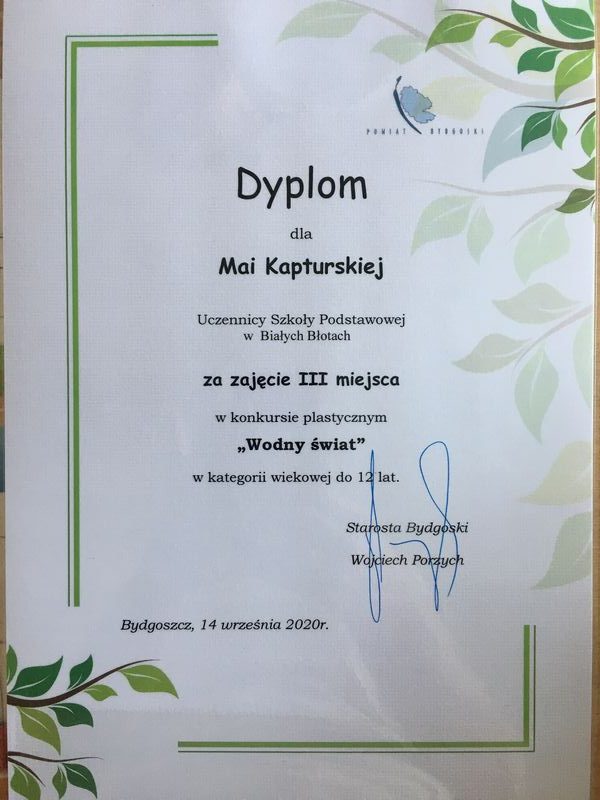 POWIAT BYDGOSKI
Dyplom
dla
Mai Kapturskiej
Uczennicy Szkoły Podstawowej
w Białych Błotach
za zajęcie III miejsca
w konkursie plastycznym
„Wodny świat”
w kategorii wiekowej do 12 lat.
Starosta Bydgoski
Wojciech Porzych
Bydgoszcz, 14 września 2020r.